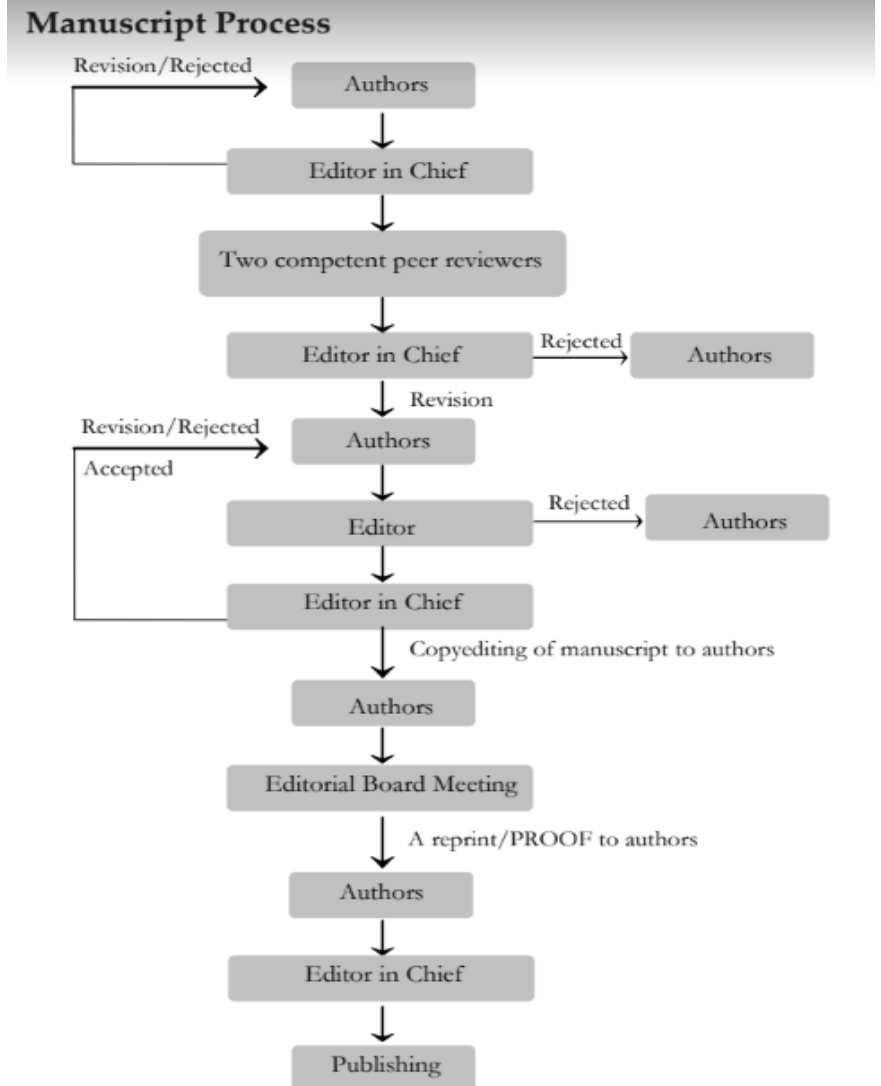 Manuscript Process
Revision/Rejected
Authors
Editor in Chief
Two competent peer reviewers
Editor in Chief
Rejected
Authors
Revision
Revision/Rejected
Authors
Accepted
Editor
Rejected
Authors
Editor in Chief
Copyediting of manuscript to authors
Authors
Editorial Board Meeting
A reprint/PROOF to authors
Authors
Editor in Chief
Publishing